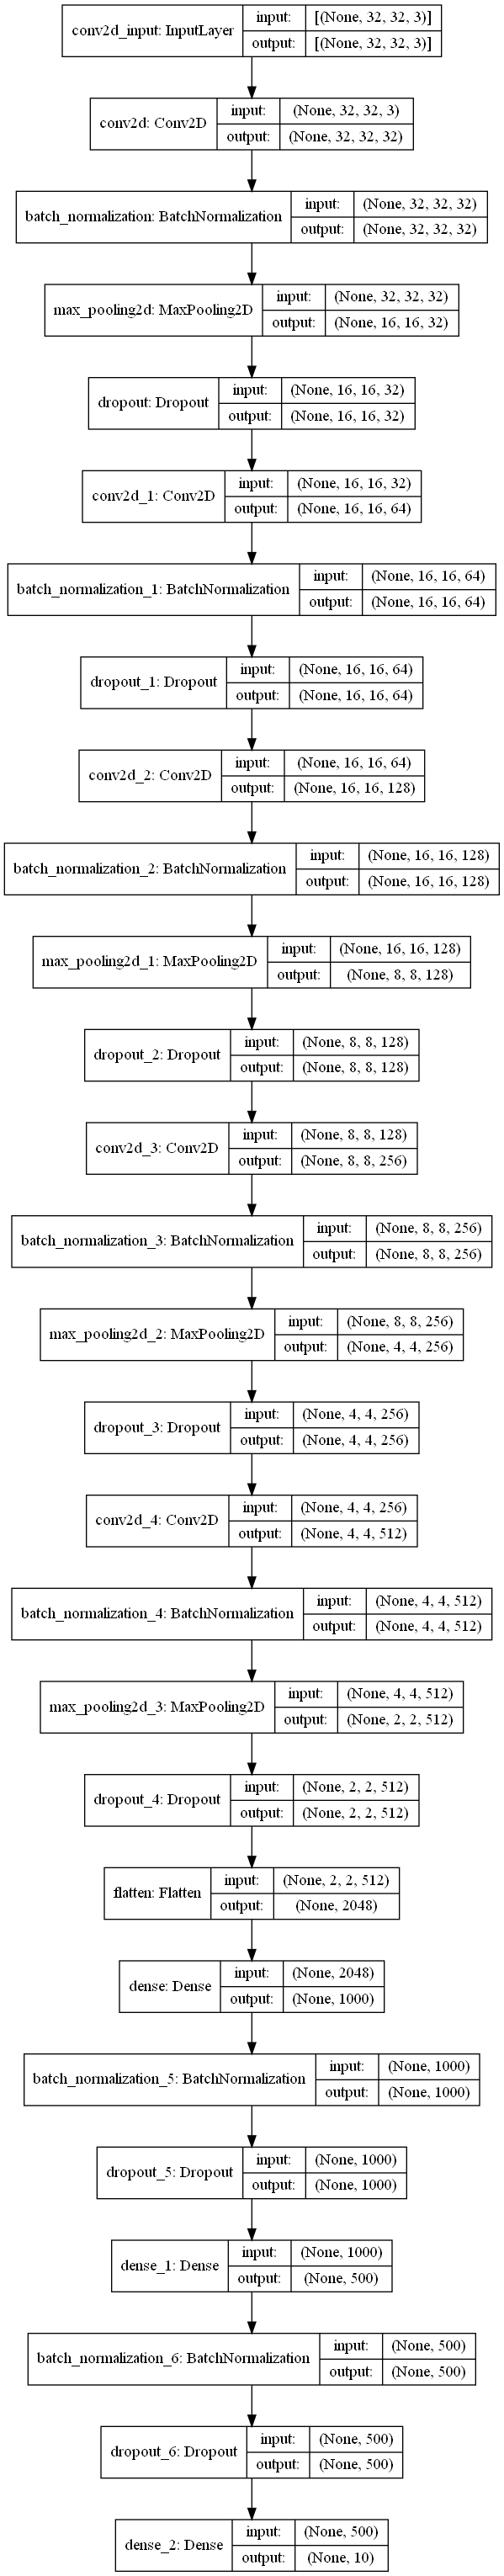 conv2d_input: InputLayer
input: [(None, 32, 32, 3)]
output: [(None, 32, 32, 3)]
conv2d: Conv2D
input: (None, 32, 32, 3)
output: (None, 32, 32, 32)
batch_normalization: BatchNormalization
input: (None, 32, 32, 32)
output: (None, 32, 32, 32)
max_pooling2d: MaxPooling2D
input: (None, 32, 32, 32)
output: (None, 16, 16, 32)
dropout: Dropout
input: (None, 16, 16, 32)
output: (None, 16, 16, 32)
conv2d_1: Conv2D
input: (None, 16, 16, 32)
output: (None, 16, 16, 64)
batch_normalization_1: BatchNormalization
input: (None, 16, 16, 64)
output: (None, 16, 16, 64)
dropout_1: Dropout
input: (None, 16, 16, 64)
output: (None, 16, 16, 64)
conv2d_2: Conv2D
input: (None, 16, 16, 64)
output: (None, 16, 16, 128)
batch_normalization_2: BatchNormalization
input: (None, 16, 16, 128)
output: (None, 16, 16, 128)
max_pooling2d_1: MaxPooling2D
input: (None, 16, 16, 128)
output: (None, 8, 8, 128)
dropout_2: Dropout
input: (None, 8, 8, 128)
output: (None, 8, 8, 128)
conv2d_3: Conv2D
input: (None, 8, 8, 128)
output: (None, 8, 8, 256)
batch_normalization_3: BatchNormalization
input: (None, 8, 8, 256)
output: (None, 8, 8, 256)
max_pooling2d_2: MaxPooling2D
input: (None, 8, 8, 256)
output: (None, 4, 4, 256)
dropout_3: Dropout
input: (None, 4, 4, 256)
output: (None, 4, 4, 256)
conv2d_4: Conv2D
input: (None, 4, 4, 256)
output: (None, 4, 4, 512)
batch_normalization_4: BatchNormalization
input: (None, 4, 4, 512)
output: (None, 4, 4, 512)
max_pooling2d_3: MaxPooling2D
input: (None, 4, 4, 512)
output: (None, 2, 2, 512)
dropout_4: Dropout
input: (None, 2, 2, 512)
output: (None, 2, 2, 512)
flatten: Flatten
input: (None, 2, 2, 512)
output: (None, 2048)
dense: Dense
input: (None, 2048)
output: (None, 1000)
batch_normalization_5: BatchNormalization
input: (None, 1000)
output: (None, 1000)
dropout_5: Dropout
input: (None, 1000)
output: (None, 1000)
dense_1: Dense
input: (None, 1000)
output: (None, 500)
batch_normalization_6: BatchNormalization
input: (None, 500)
output: (None, 500)
dropout_6: Dropout
input: (None, 500)
output: (None, 500)
dense_2: Dense
input: (None, 500)
output: (None, 10)